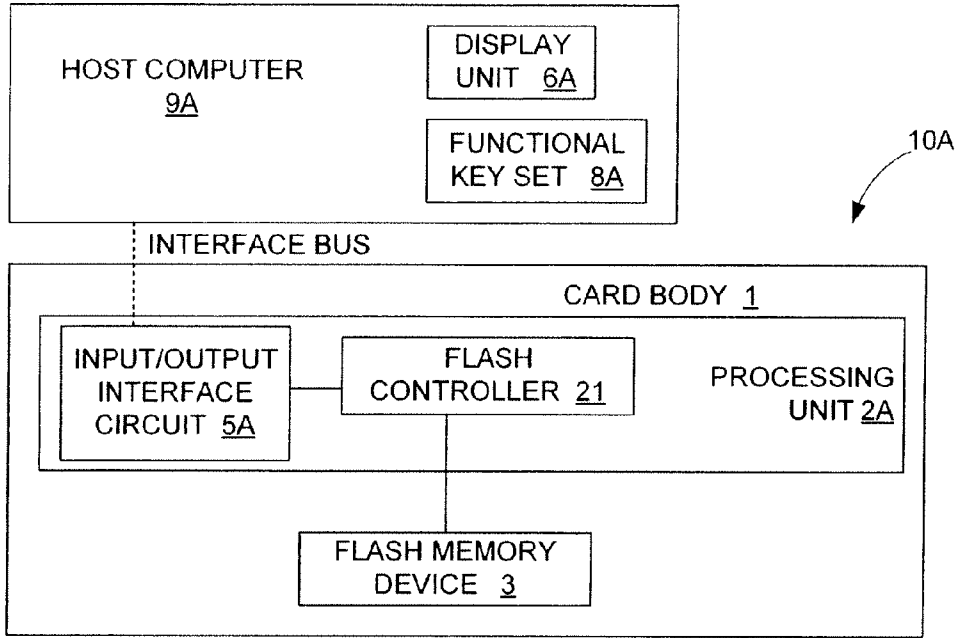 HOST COMPUTER
9A
DISPLAY
UNIT 6A
FUNCTIONAL
KEY SET 8A
10A
INTERFACE BUS
CARD BODY 1
INPUT/OUTPUT
INTERFACE
CIRCUIT 5A
FLASH
CONTROLLER 21
PROCESSING
UNIT 2A
FLASH MEMORY
DEVICE 3